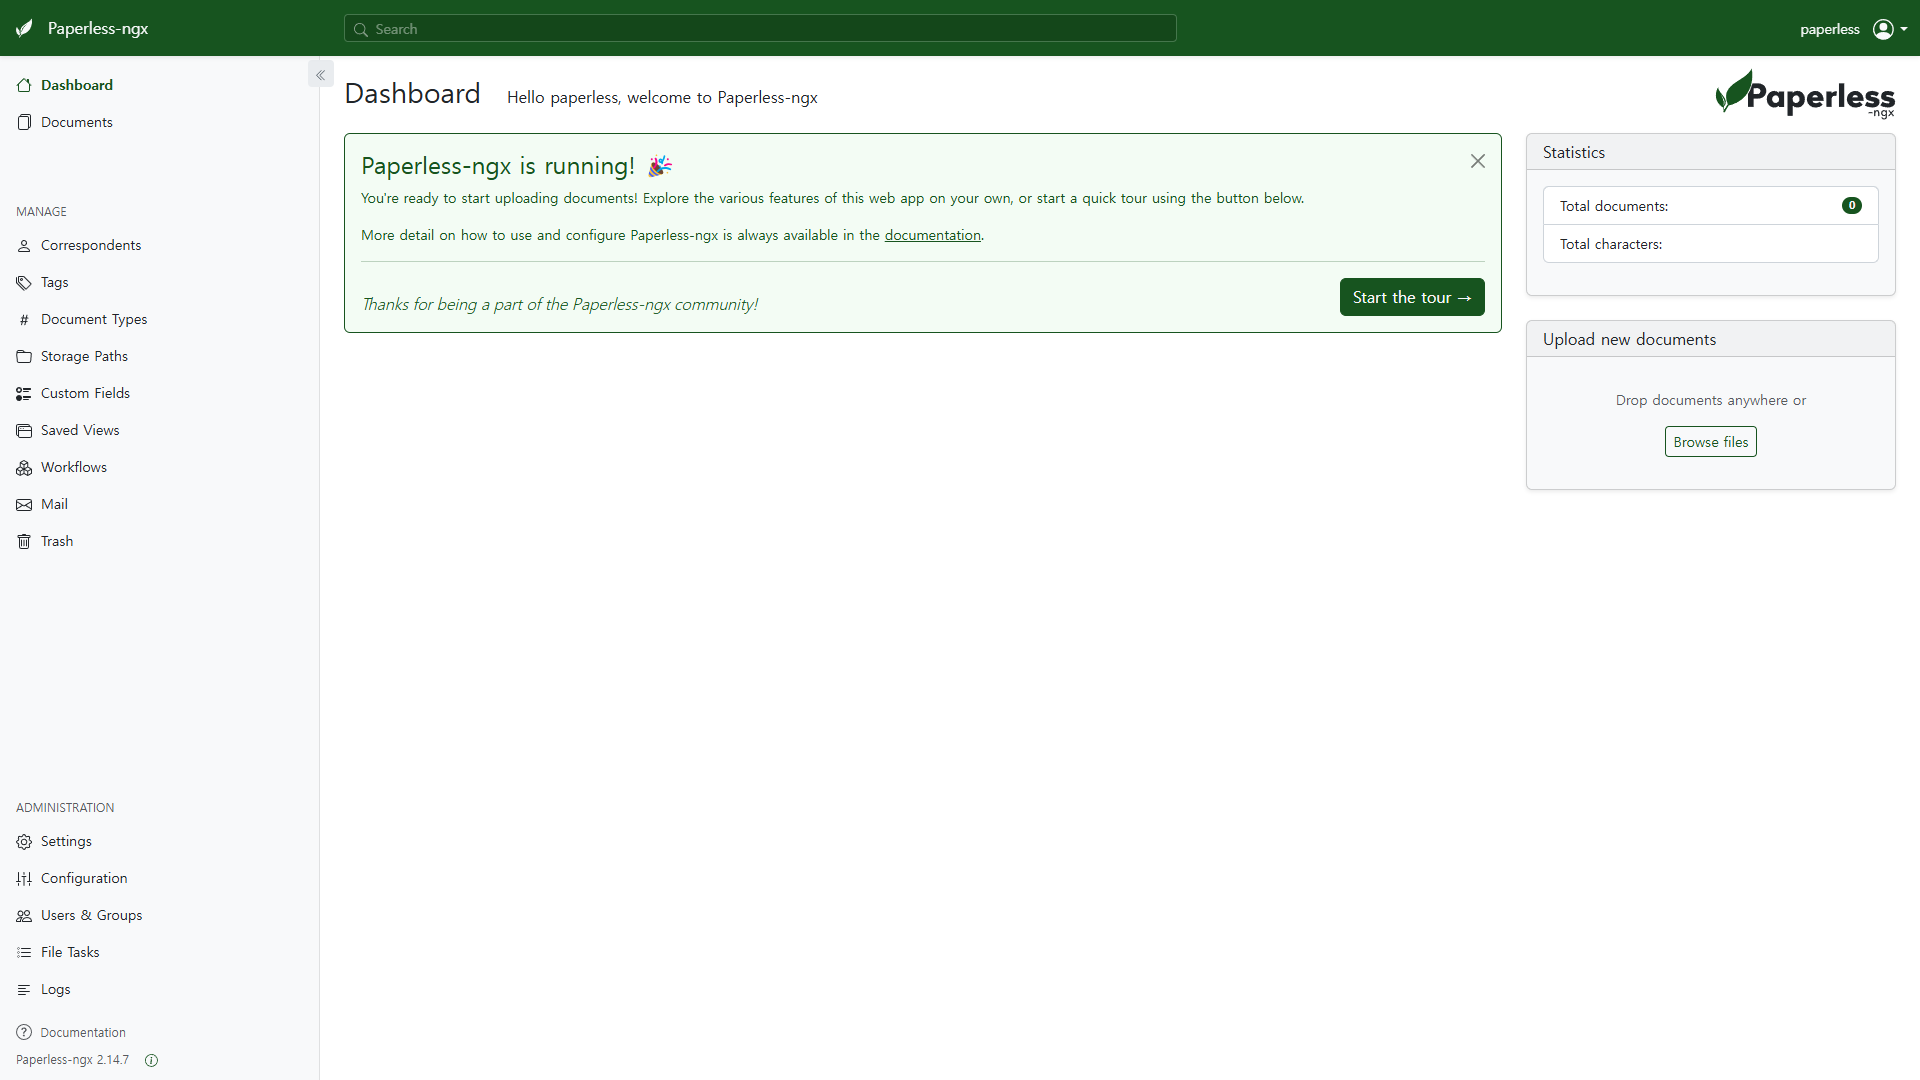 Paperless-ngx
Search
paperless
Dashboard
Documents
MANAGE
Correspondents
Tags
Document Types
Storage Paths
Custom Fields
Saved Views
Workflows
Mail
Trash
ADMINISTRATION
Settings
Configuration
Users & Groups
File Tasks
Logs
Documentation
Paperless-ngx 2.14.7
Dashboard
Hello paperless, welcome to Paperless-ngx
Paperless
-ngx
Paperless-ngx is running! 🎉
You're ready to start uploading documents! Explore the various features of this web app on your own, or start a quick tour using the button below.
More detail on how to use and configure Paperless-ngx is always available in the documentation.
Thanks for being a part of the Paperless-ngx community!
Start the tour →
Statistics
Total documents: 0
Total characters:
Upload new documents
Drop documents anywhere or
Browse files